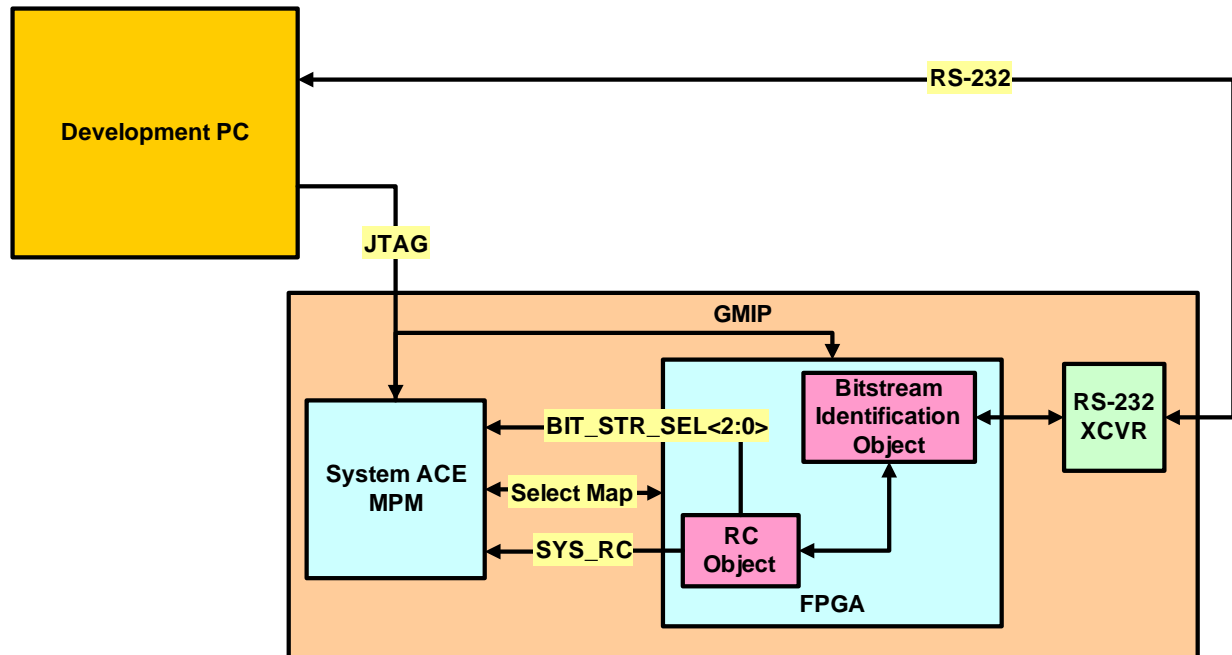 RS-232
Development PC
JTAG
GMIP
Bitstream
Identification
Object
RS-232
XCVR
BIT_STR_SEL<2:0>
System ACE
MPM
Select Map
SYS_RC
RC
Object
FPGA